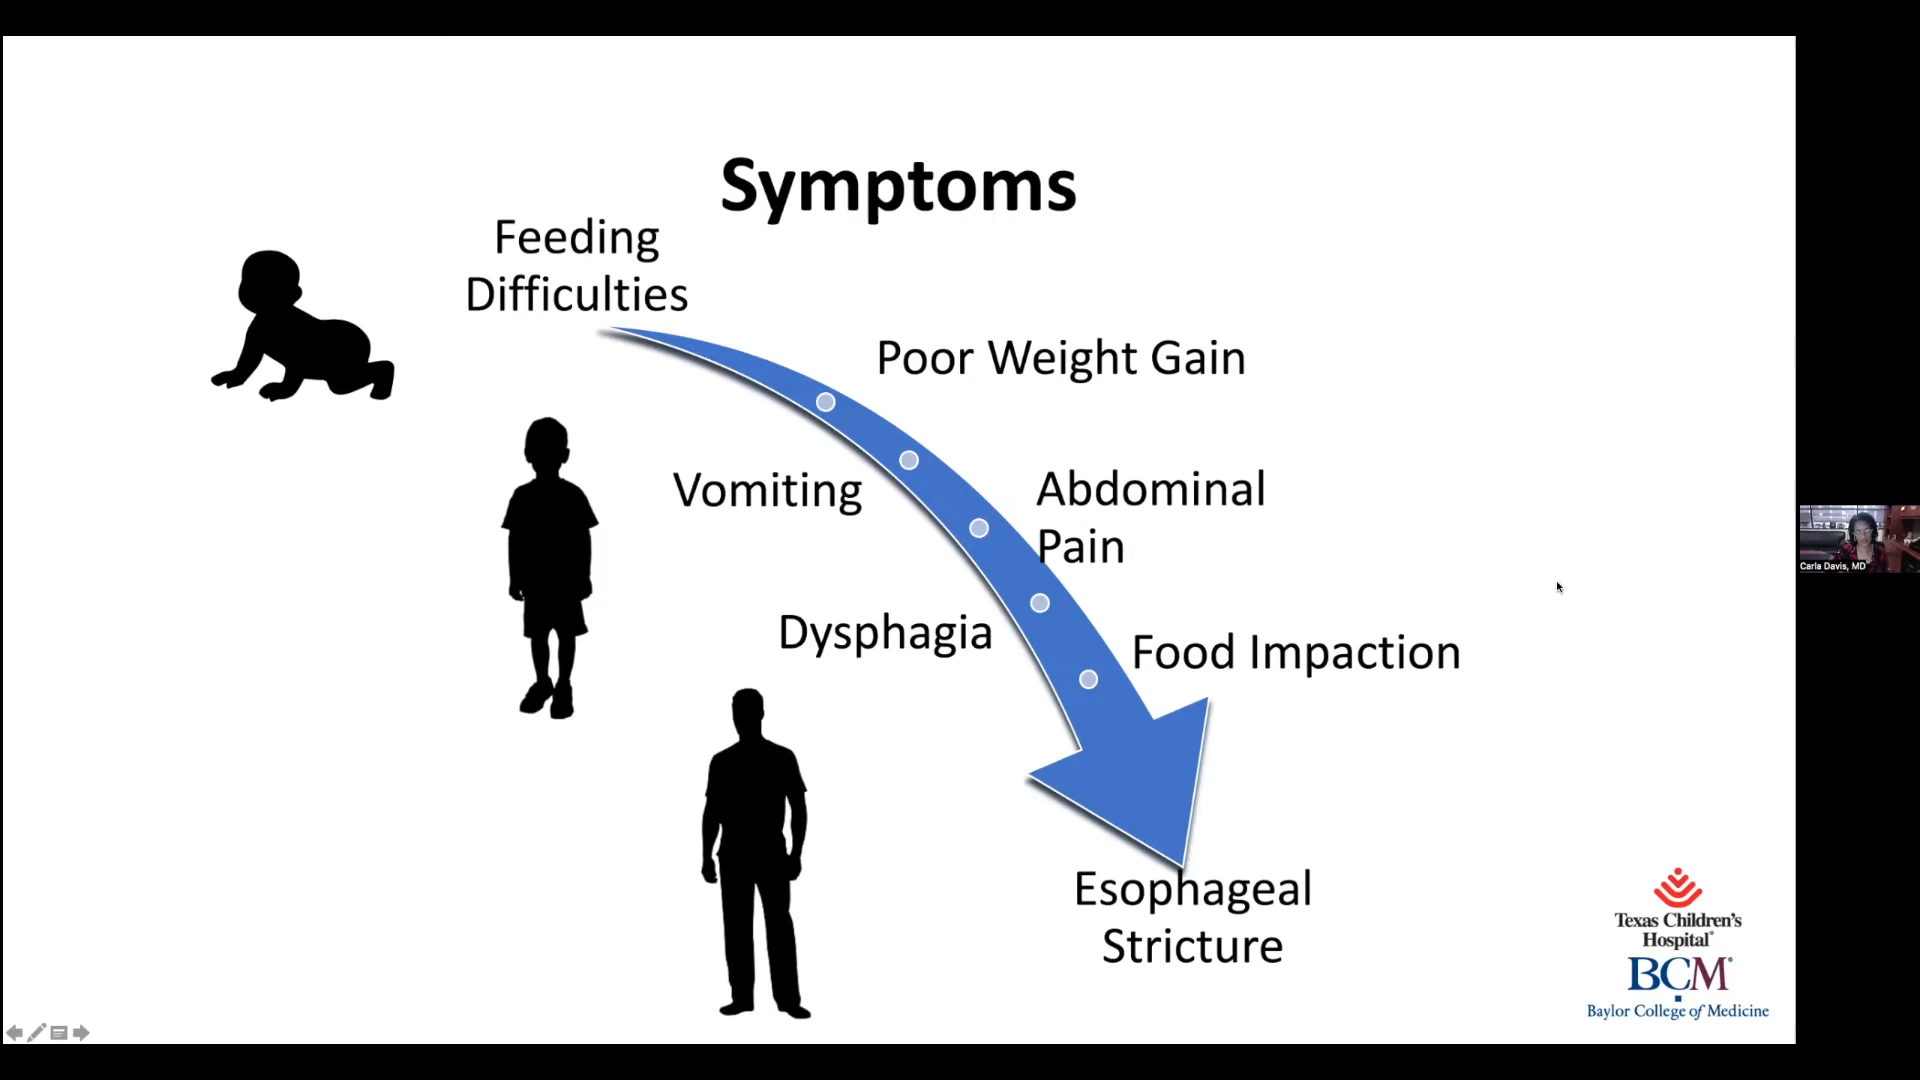 Symptoms
Feeding
Difficulties
Poor Weight Gain
Vomiting
Abdominal
Pain
Dysphagia
Food Impaction
Esophageal
Stricture
Carla Davis, MD
Texas Children's
Hospital®
BCM®
Baylor College of Medicine